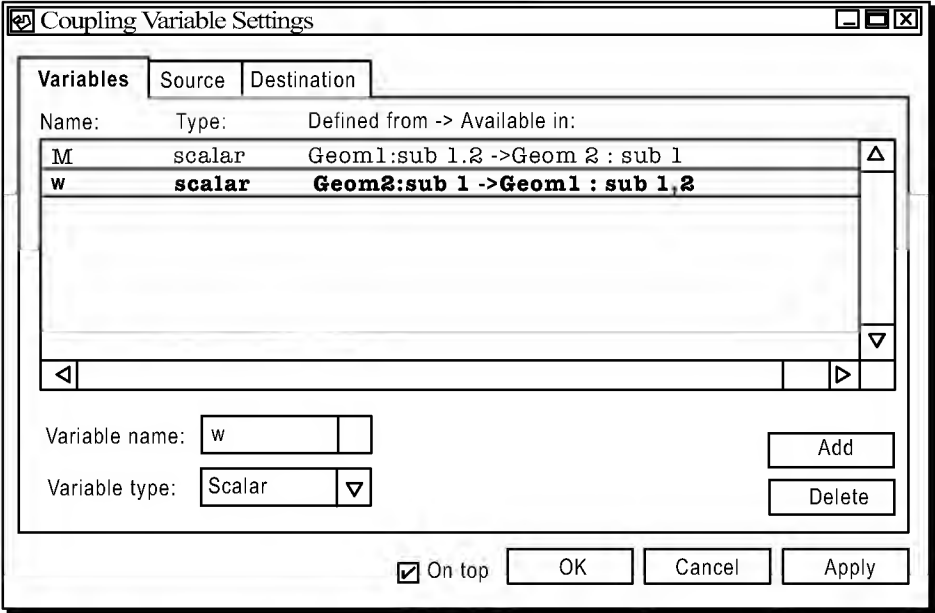 Coupling Variable Settings
Variables Source Destination
Name: Type: Defined from -> Available in:
M scalar Geom1:sub 1.2 ->Geom 2 : sub 1
w scalar Geom2:sub 1 ->Geom1 : sub 1,2
Variable name: w
Add
Variable type: Scalar
Delete
On top OK Cancel Apply